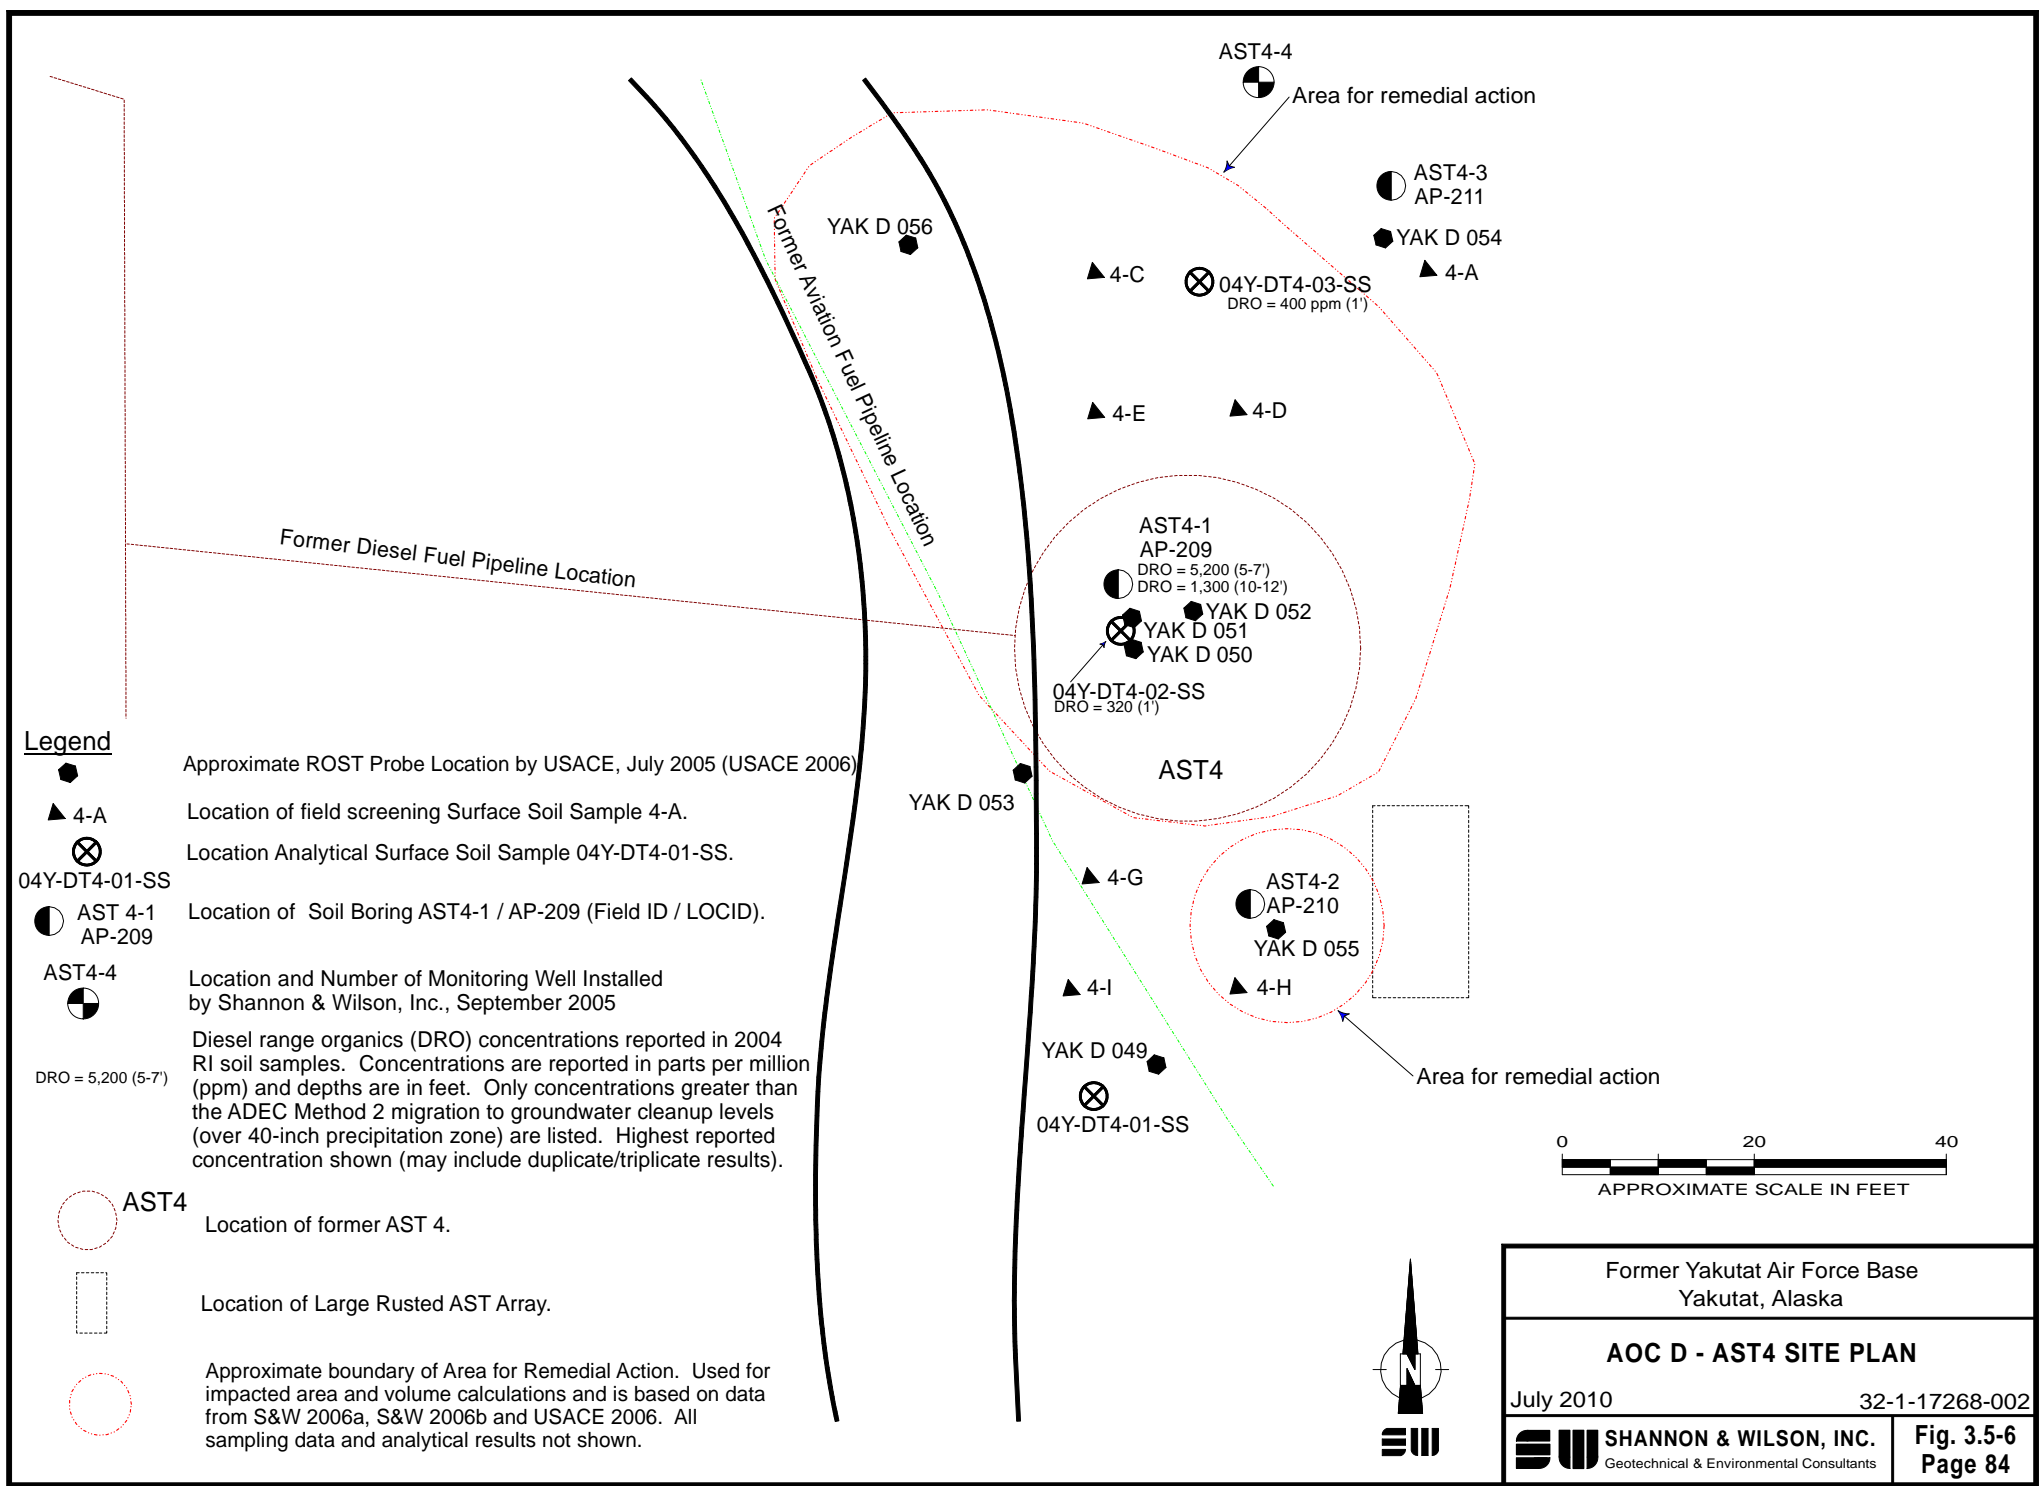 AST4-4
Area for remedial action
AST4-3
AP-211
YAK D 054
4-A
YAK D 056
4-C
04Y-DT4-03-SS
DRO = 400 ppm (1')
Former Aviation Fuel Pipeline Location
4-E
4-D
Former Diesel Fuel Pipeline Location
AST4-1
AP-209
DRO = 5,200 (5-7')
DRO = 1,300 (10-12')
YAK D 052
YAK D 051
YAK D 050
04Y-DT4-02-SS
DRO = 320 (1')
AST4
YAK D 053
4-G
AST4-2
AP-210
YAK D 055
4-I
4-H
YAK D 049
04Y-DT4-01-SS
Area for remedial action
Legend
Approximate ROST Probe Location by USACE, July 2005 (USACE 2006)
4-A
Location of field screening Surface Soil Sample 4-A.
Location Analytical Surface Soil Sample 04Y-DT4-01-SS.
04Y-DT4-01-SS
AST 4-1
AP-209
Location of Soil Boring AST4-1 / AP-209 (Field ID / LOCID).
AST4-4
Location and Number of Monitoring Well Installed
by Shannon & Wilson, Inc., September 2005
DRO = 5,200 (5-7')
Diesel range organics (DRO) concentrations reported in 2004
RI soil samples. Concentrations are reported in parts per million
(ppm) and depths are in feet. Only concentrations greater than
the ADEC Method 2 migration to groundwater cleanup levels
(over 40-inch precipitation zone) are listed. Highest reported
concentration shown (may include duplicate/triplicate results).
AST4
Location of former AST 4.
Location of Large Rusted AST Array.
Approximate boundary of Area for Remedial Action. Used for
impacted area and volume calculations and is based on data
from S&W 2006a, S&W 2006b and USACE 2006. All
sampling data and analytical results not shown.
0 20 40
APPROXIMATE SCALE IN FEET
N
SW
Former Yakutat Air Force Base
Yakutat, Alaska
AOC D - AST4 SITE PLAN
July 2010 32-1-17268-002
SW
SHANNON & WILSON, INC.
Geotechnical & Environmental Consultants
Fig. 3.5-6
Page 84